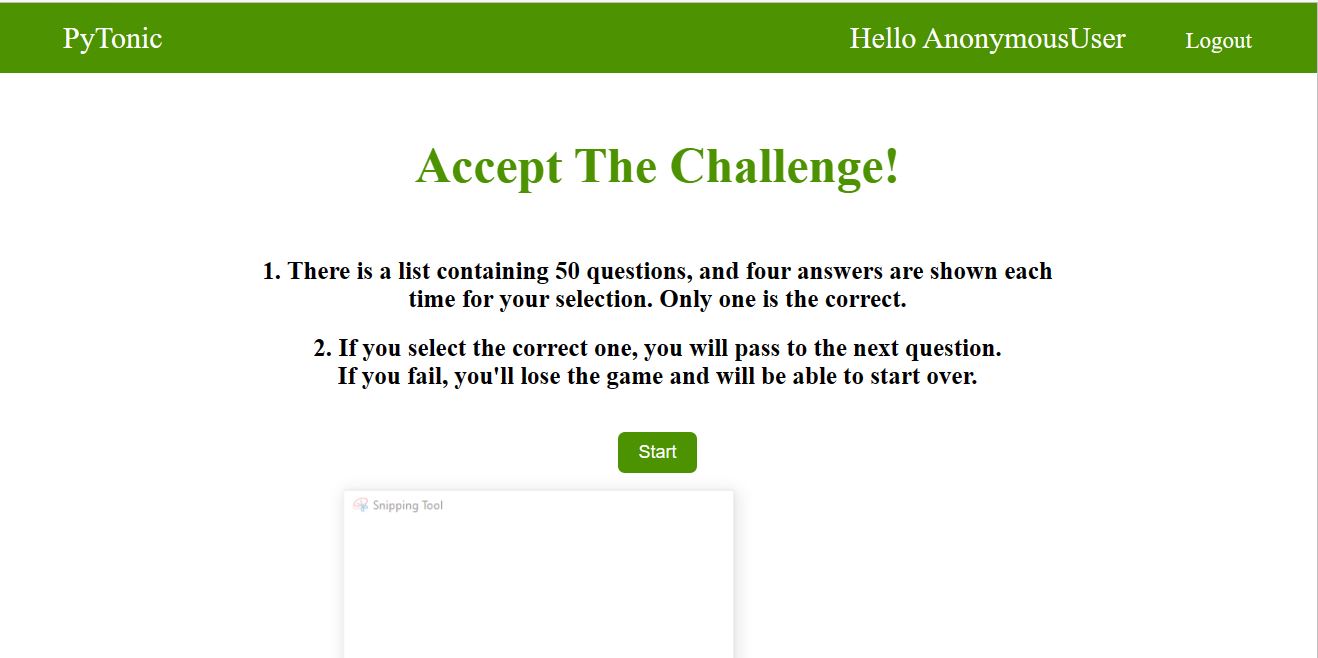 PyTonic
Hello AnonymousUser
Logout
Accept The Challenge!
1. There is a list containing 50 questions, and four answers are shown each
time for your selection. Only one is the correct.
2. If you select the correct one, you will pass to the next question.
If you fail, you'll lose the game and will be able to start over.
Start
Snipping Tool